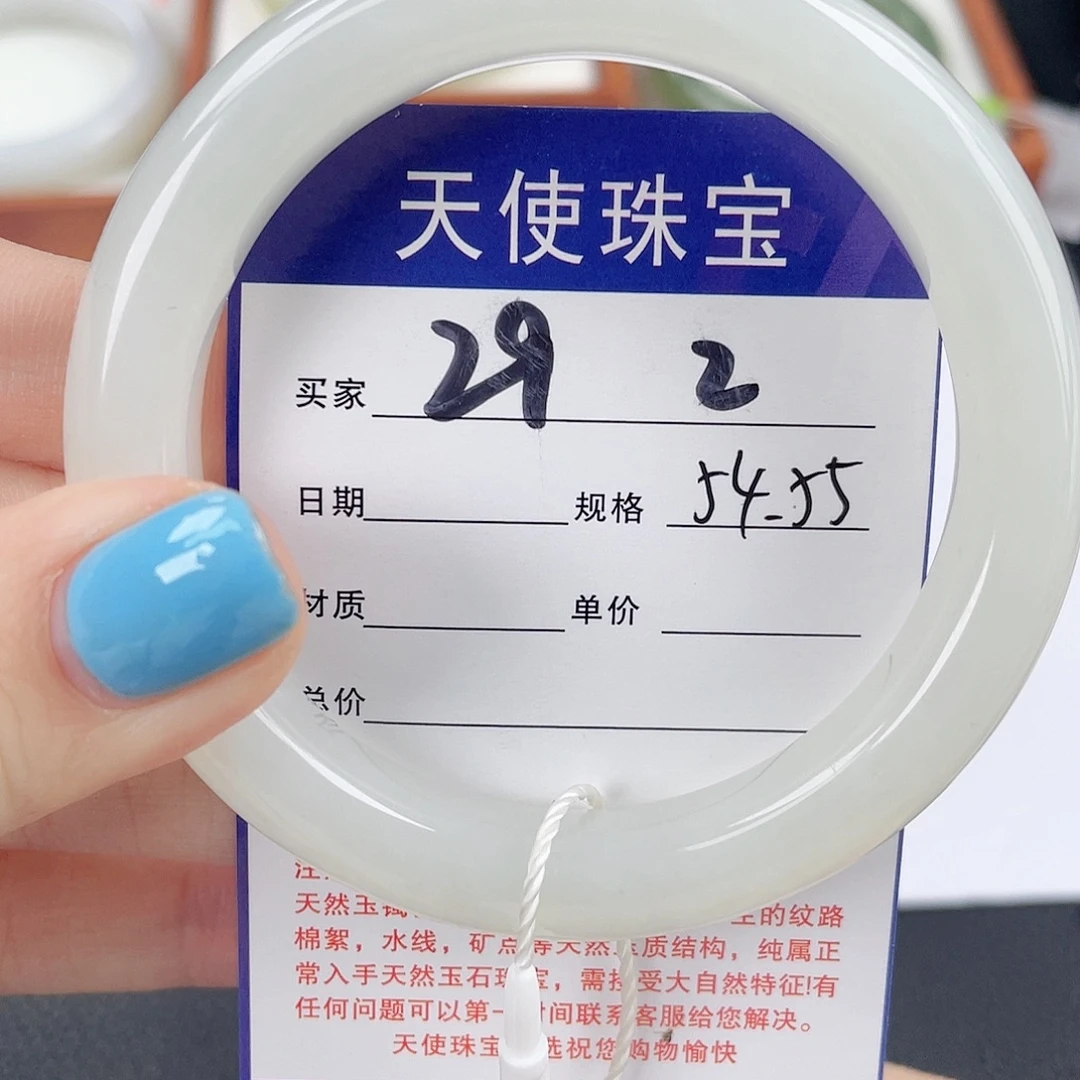 天使珠宝
买家 29 2
日期 规格 54-55
材质 单价
总价
天然玉
棉絮，水线，矿点等天然 质结构，纯属正
常入手天然玉石珠宝，需接受大自然特征!有
任何问题可以第一时间联系客服给您解决。
天使珠宝 选祝您购物愉快